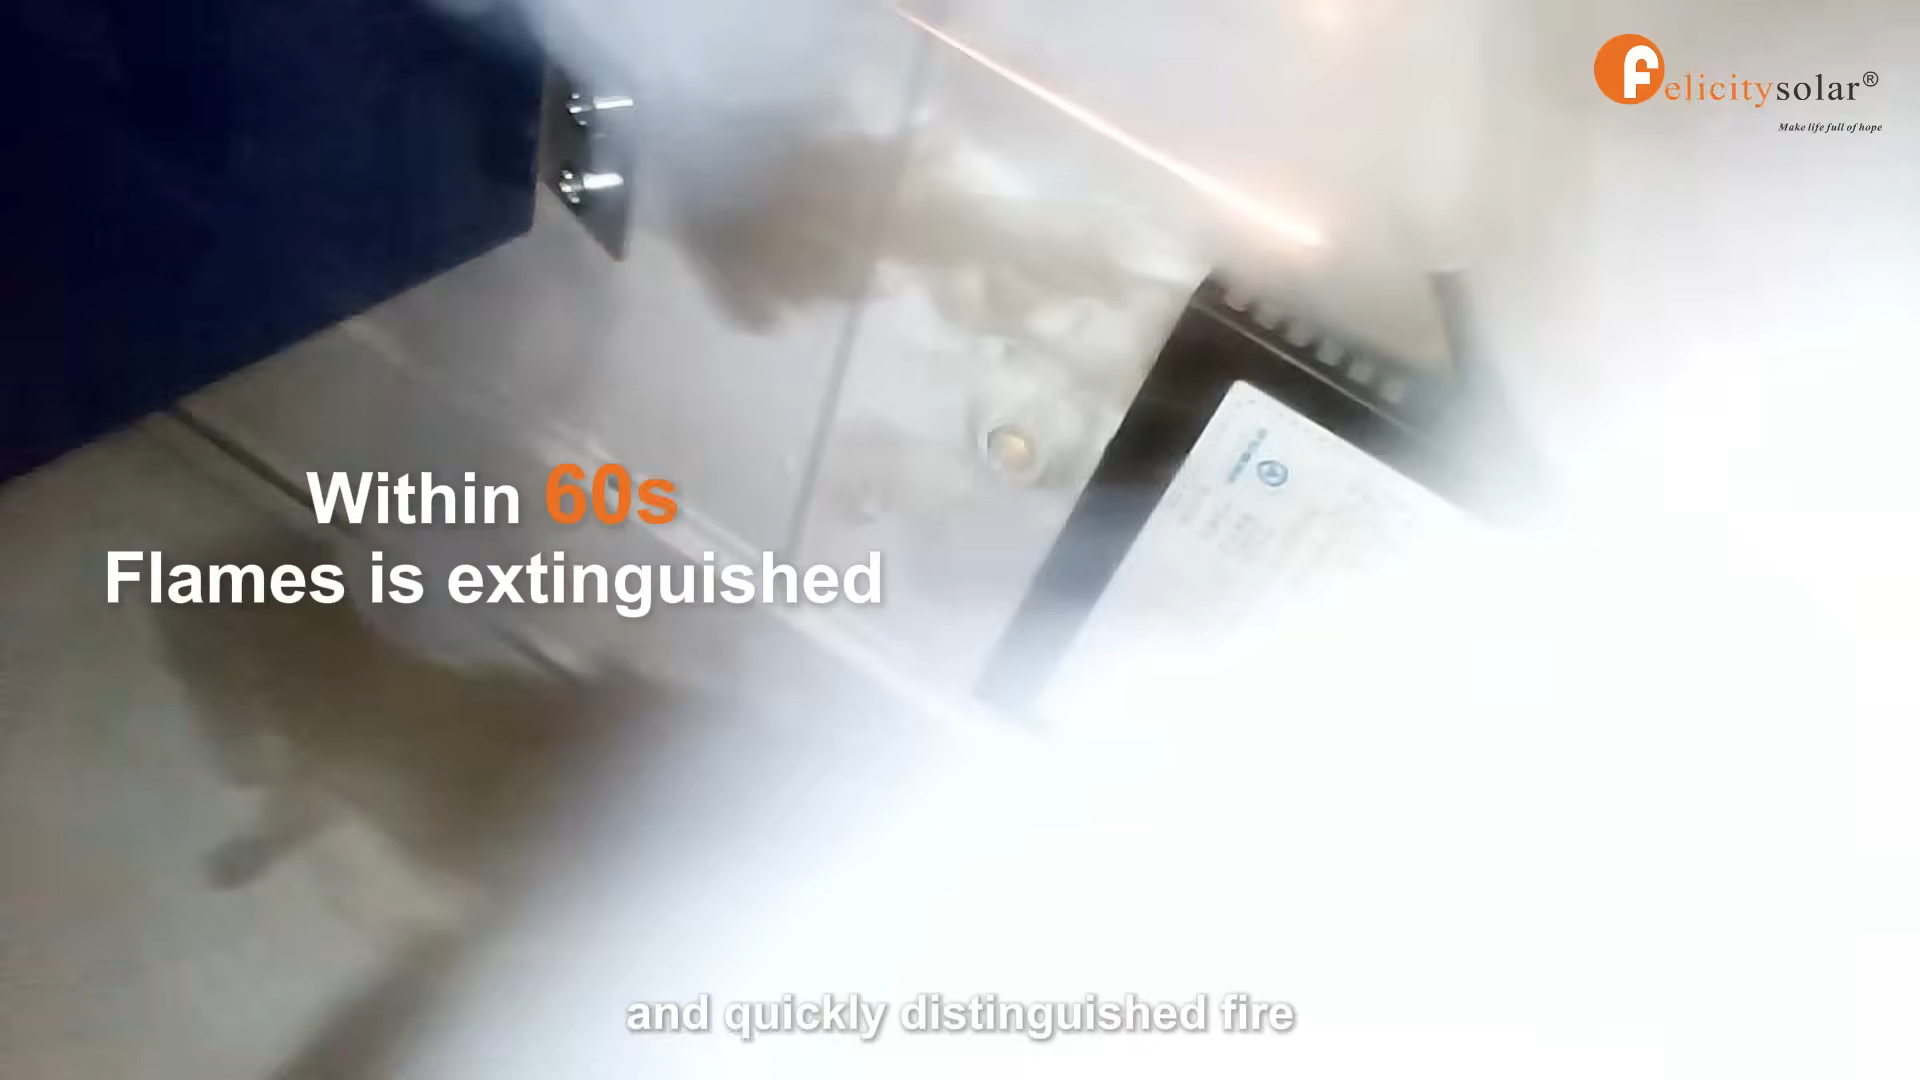 felicitysolar®
Make life full of hope
Within 60s
Flames is extinguished
and quickly distinguished fire